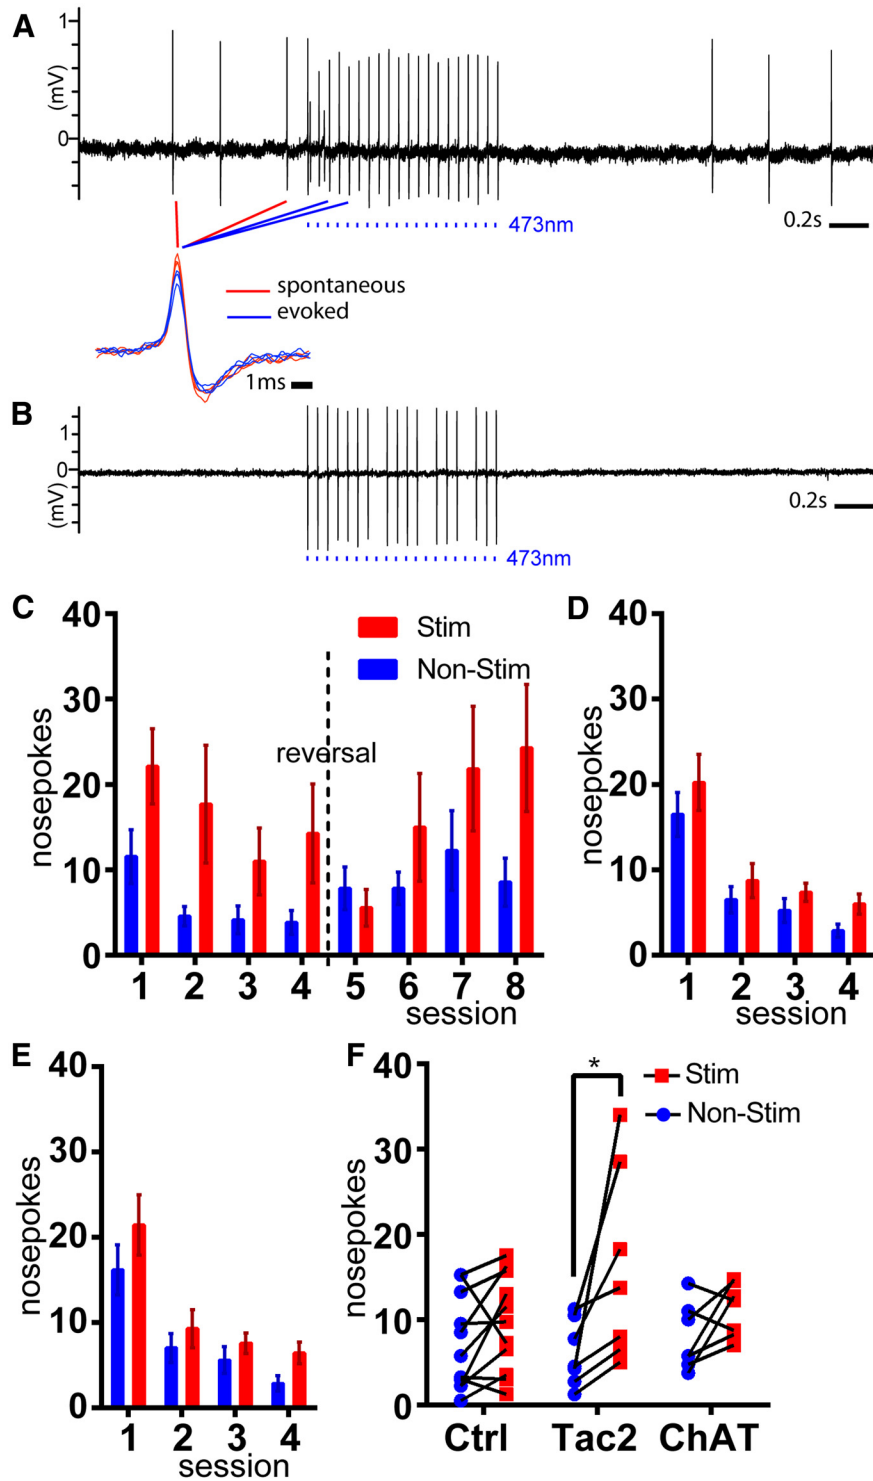 A
1
(mV)
0
473nm
0.2s
spontaneous
evoked
1ms
B
1
0
(mV)
0.2s
473nm
C
40
30
20
10
0
nosepokes
Stim
Non-Stim
reversal
1 2 3 4 5 6 7 8
session
D
40
30
20
10
0
nosepokes
1 2 3 4
session
E
40
30
20
10
0
nosepokes
1 2 3 4
session
F
40
30
20
10
0
nosepokes
*
Stim
Non-Stim
Ctrl Tac2 ChAT